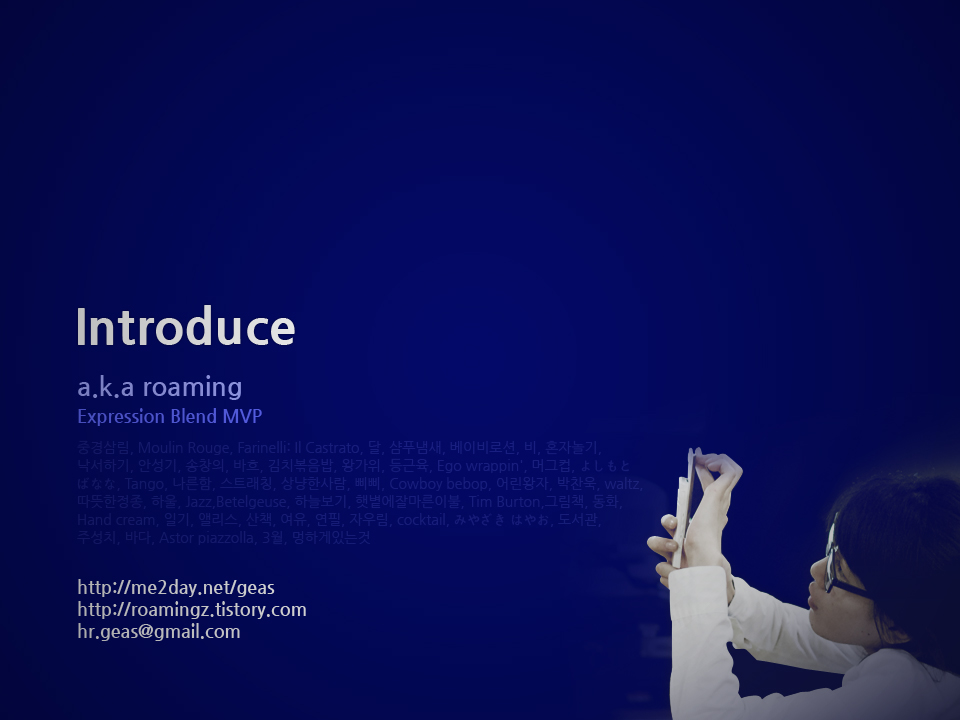 Introduce
a.k.a roaming
Expression Blend MVP
중경삼림, Moulin Rouge, Farinelli: Il Castrato, 달, 샴푸냄새, 베이비로션, 비, 혼자놀기,
낙서하기, 안성기, 송창의, 바흐, 김치볶음밥, 왕가위, 등근육, Ego wrappin', 머그컵, よしもと
ばなな, Tango, 나른함, 스트레칭, 상냥한사람, 삐삐, Cowboy bebop, 어린왕자, 박찬욱, waltz,
따뜻한정종, 하울, Jazz,Betelgeuse, 하늘보기, 햇볕에잘마른이불, Tim Burton,그림책, 동화,
Hand cream, 일기, 앨리스, 산책, 여유, 연필, 자우림, cocktail, みやざき はやお, 도서관,
주성치, 바다, Astor piazzolla, 3월, 멍하게있는것
http://me2day.net/geas
http://roamingz.tistory.com
hr.geas@gmail.com